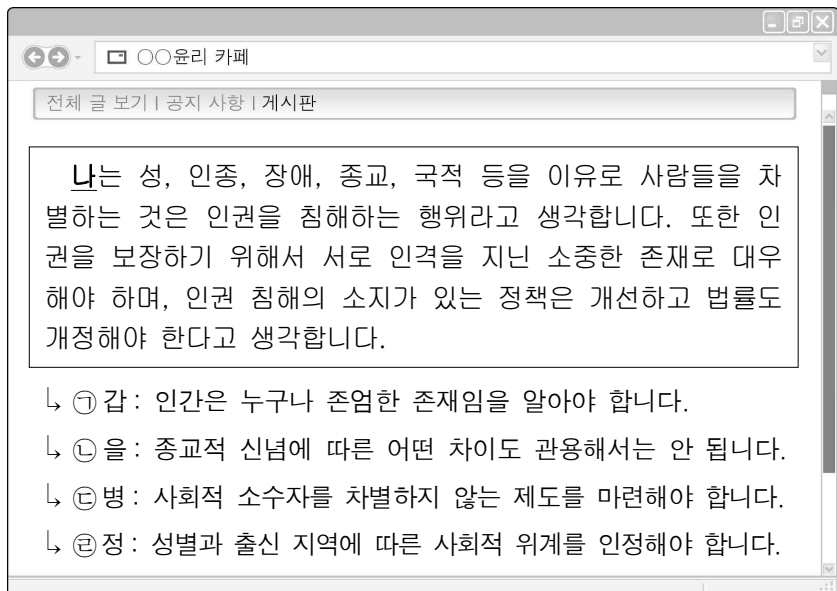 ○○윤리 카페
전체 글 보기 | 공지 사항 | 게시판
나는 성, 인종, 장애, 종교, 국적 등을 이유로 사람들을 차
별하는 것은 인권을 침해하는 행위라고 생각합니다. 또한 인
권을 보장하기 위해서 서로 인격을 지닌 소중한 존재로 대우
해야 하며, 인권 침해의 소지가 있는 정책은 개선하고 법률도
개정해야 한다고 생각합니다.
↳ ㉠ 갑 : 인간은 누구나 존엄한 존재임을 알아야 합니다.
↳ ㉡ 을 : 종교적 신념에 따른 어떤 차이도 관용해서는 안 됩니다.
↳ ㉢ 병 : 사회적 소수자를 차별하지 않는 제도를 마련해야 합니다.
↳ ㉣ 정 : 성별과 출신 지역에 따른 사회적 위계를 인정해야 합니다.